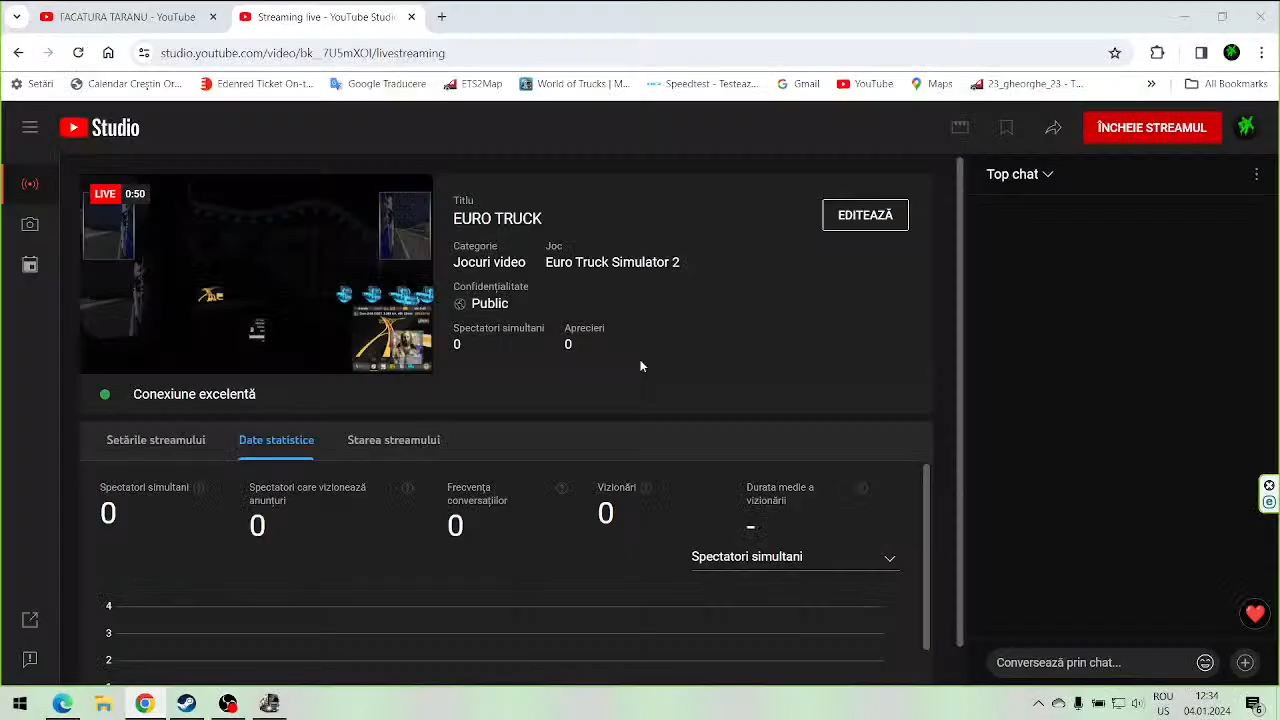 TACATURA TARANU - YouTube
Streaming live - YouTube Studio
studio.youtube.com/video/bk__7U5mXOI/livestreaming
Setări
Calendar Creștin Or...
Edenred Ticket On-t...
Google Traducere
ETS2Map
World of Trucks | M...
Speedtest - Testeaz...
Gmail
YouTube
Maps
23_gheorghe_23 - T...
All Bookmarks
Studio
ÎNCHEIE STREAMUL
LIVE 0:50
Titlu
EURO TRUCK
EDITEAZĂ
Categorie Joc
Jocuri video Euro Truck Simulator 2
Confidențialitate
Public
Spectatori simultani Aprecieri
0 0
Conexiune excelentă
Top chat
Setările streamului Date statistice Starea streamului
Spectatori simultani
0
Spectatori care vizionează
anunțuri
0
Frecvența
conversațiilor
0
Vizionări
0
Durata medie a
vizionării
-
Spectatori simultani
4
3
2
Conversează prin chat...
ROU
US
12:34
04.01.2024
6